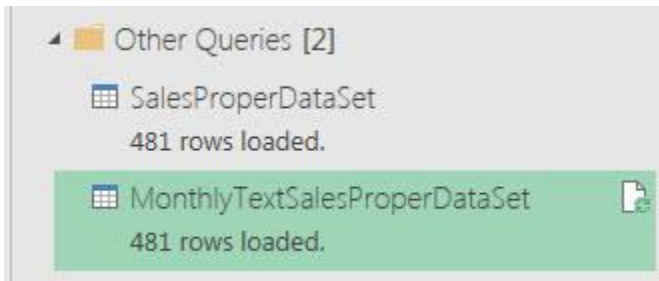 Other Queries [2]
SalesProperDataSet
481 rows loaded.
MonthlyTextSalesProperDataSet
481 rows loaded.